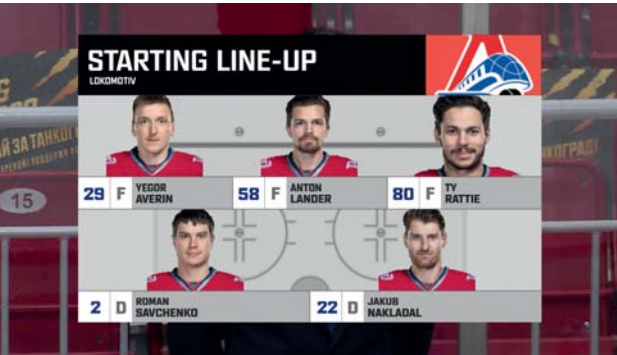 STARTING LINE-UP
LOKOMOTIV
29 F YEGOR AVERIN
58 F ANTON LANDER
80 F TY RATTIE
2 D ROMAN SAVCHENKO
22 D JAKUB NAKLADAL
15